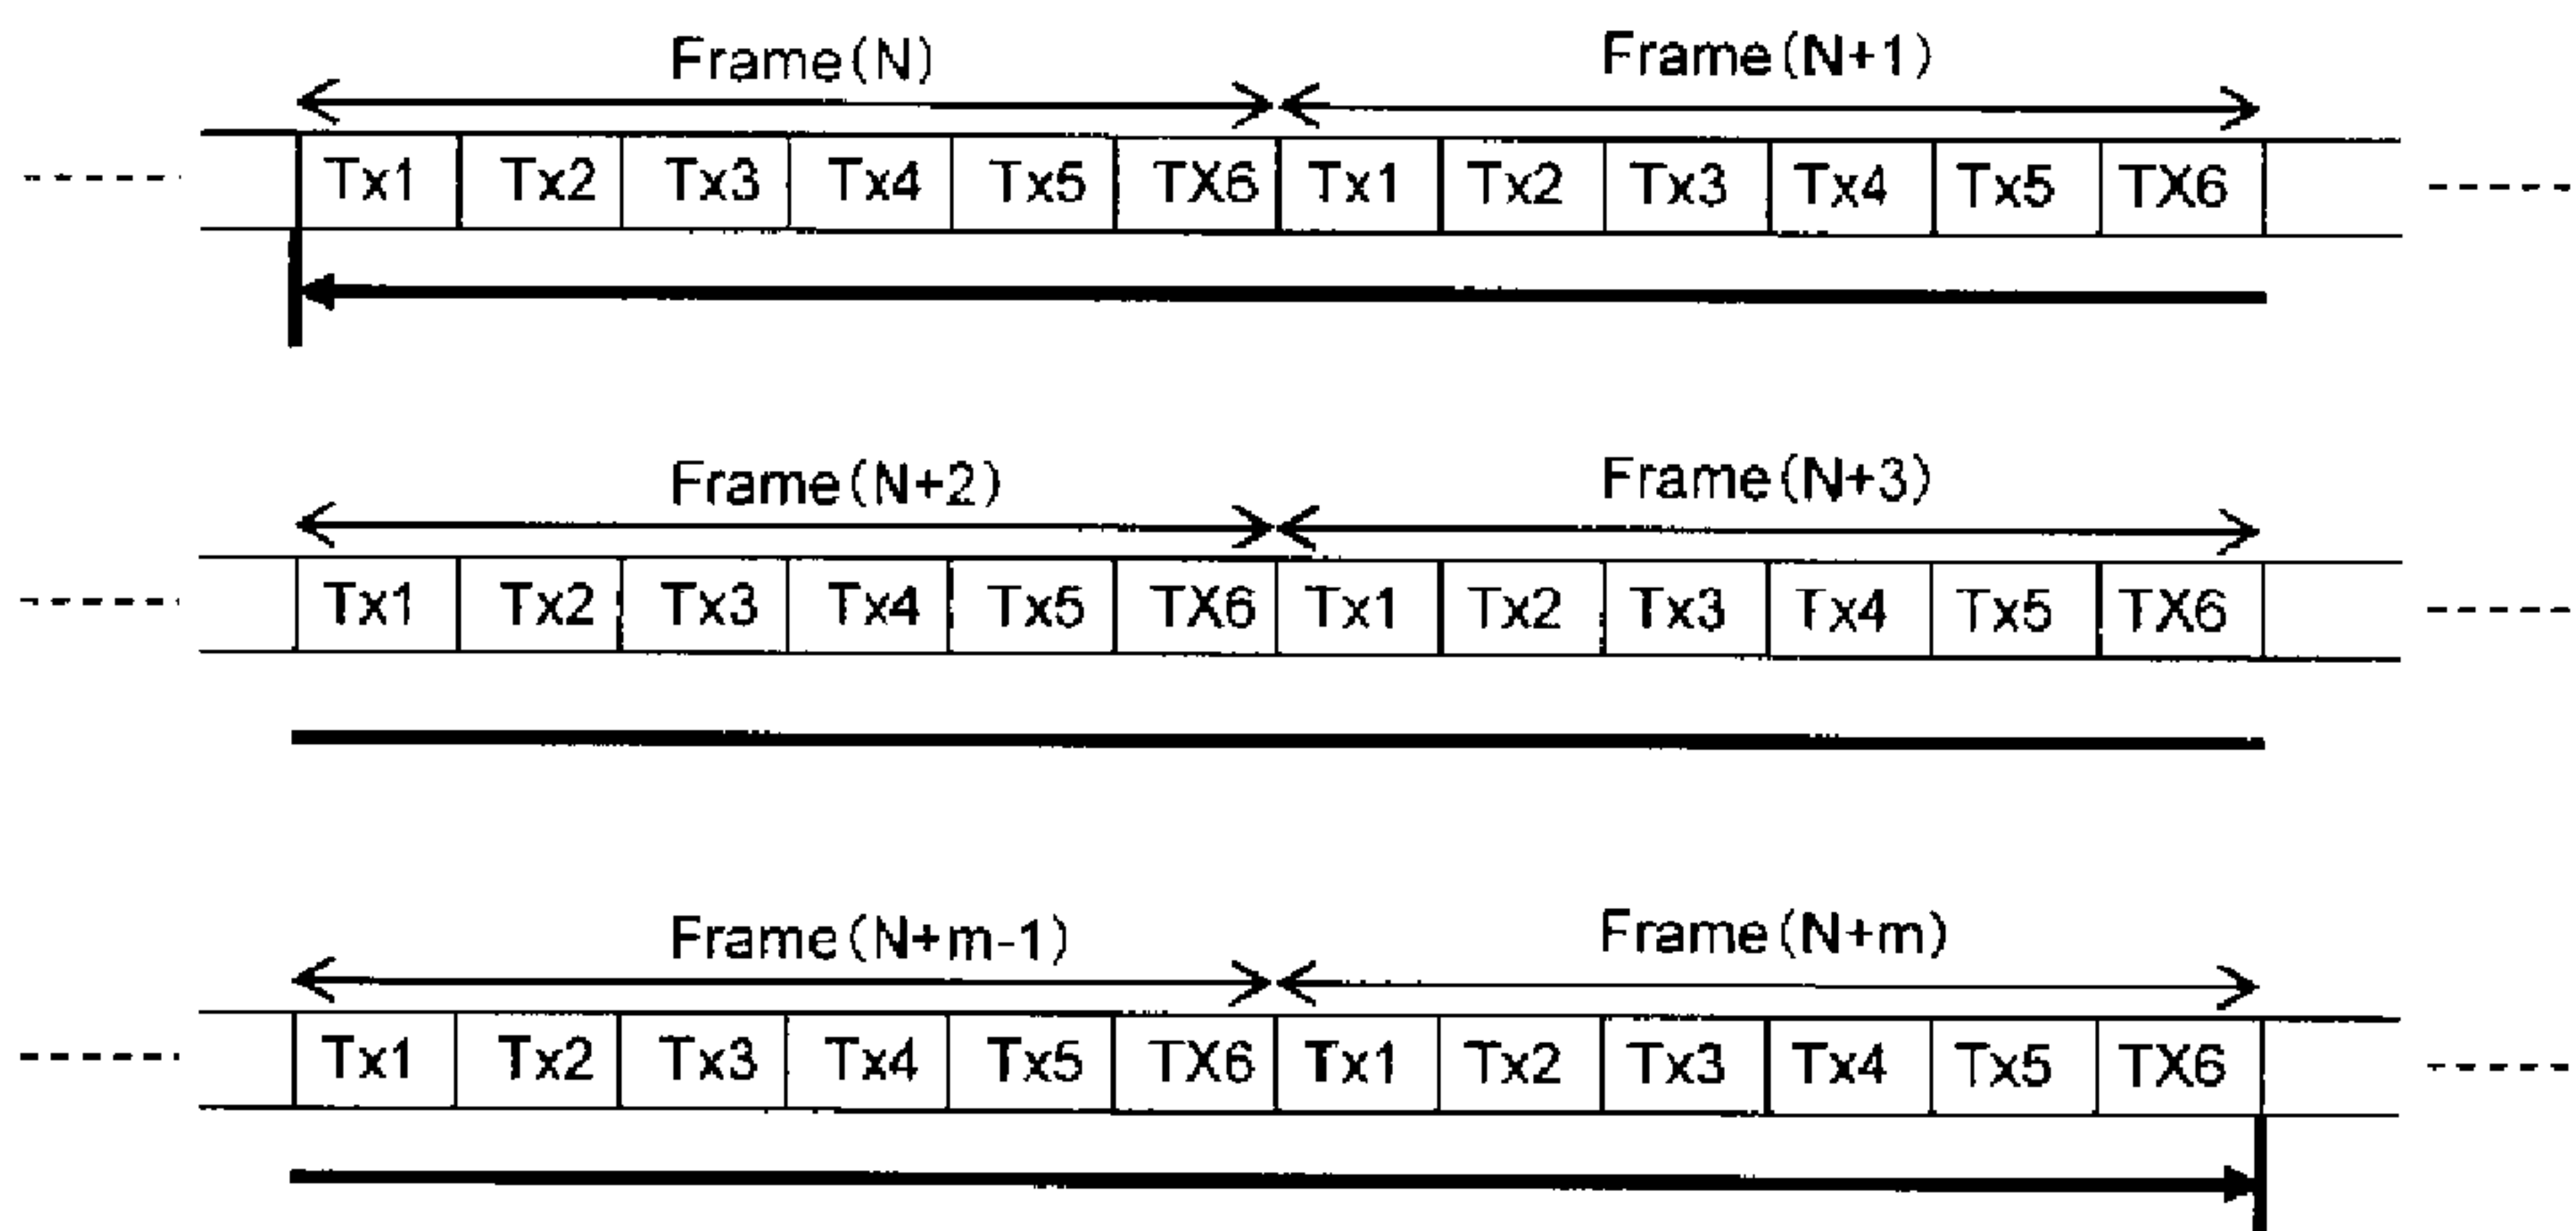 Frame(N) Frame(N+1)
Tx1 Tx2 Tx3 Tx4 Tx5 TX6 Tx1 Tx2 Tx3 Tx4 Tx5 TX6
Frame(N+2) Frame(N+3)
Tx1 Tx2 Tx3 Tx4 Tx5 TX6 Tx1 Tx2 Tx3 Tx4 Tx5 TX6
Frame(N+m-1) Frame(N+m)
Tx1 Tx2 Tx3 Tx4 Tx5 TX6 Tx1 Tx2 Tx3 Tx4 Tx5 TX6